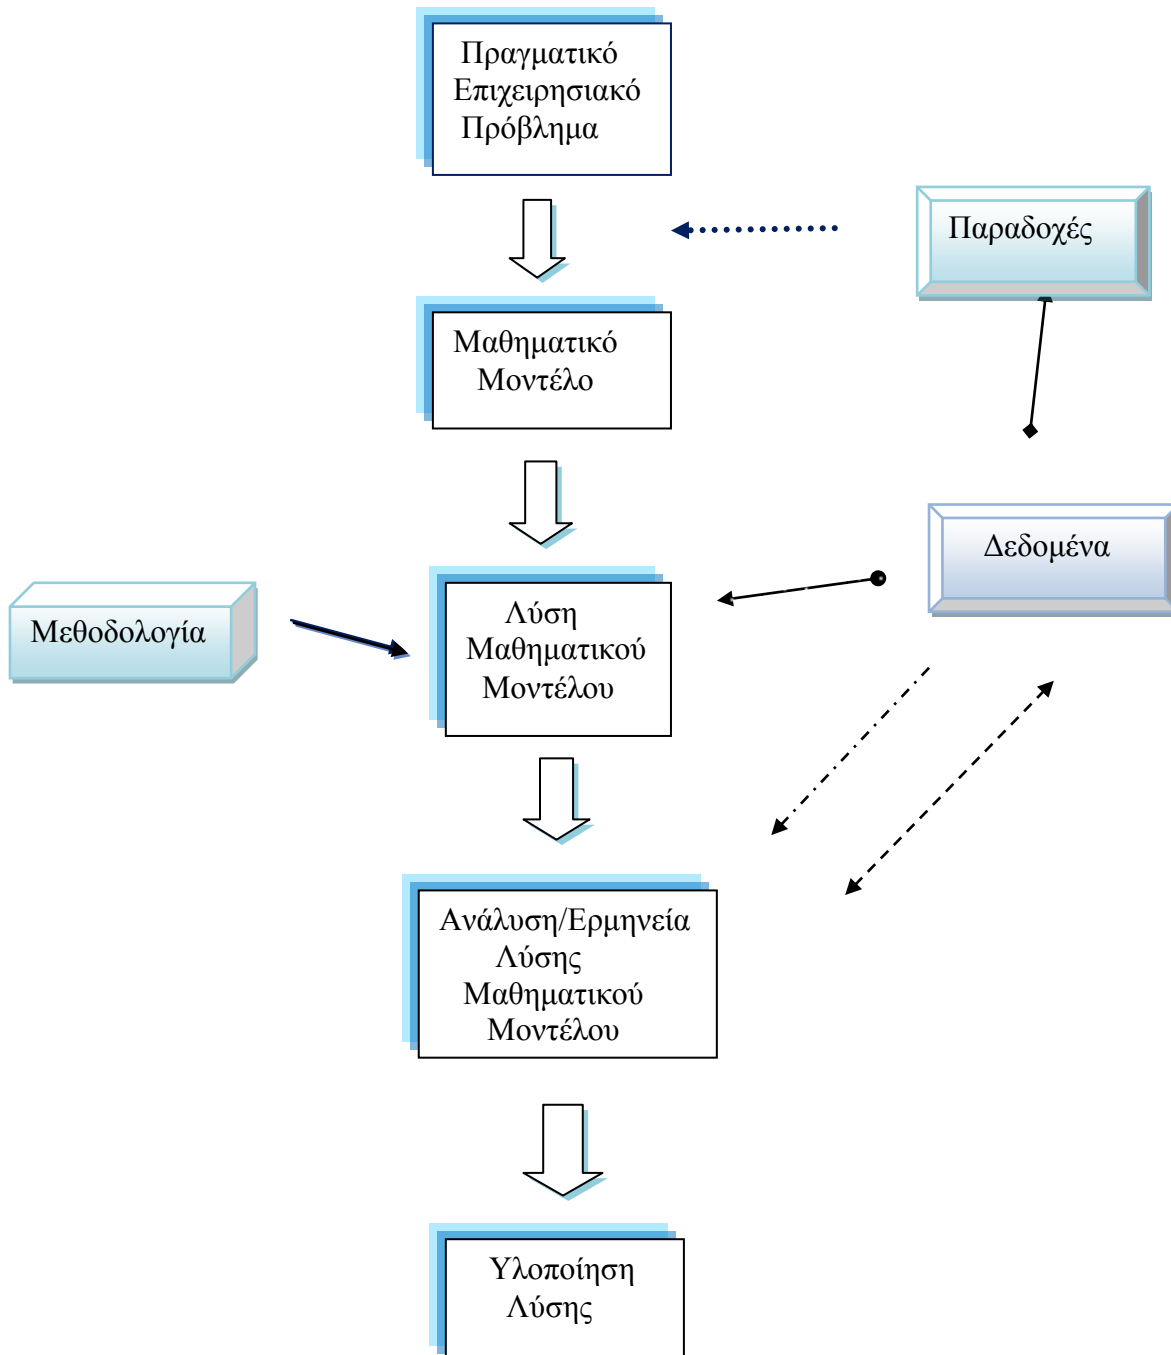 Πραγματικό
Επιχειρησιακό
Πρόβλημα
Παραδοχές
Μαθηματικό
Μοντέλο
Δεδομένα
Μεθοδολογία
Λύση
Μαθηματικού
Μοντέλου
Ανάλυση/Ερμηνεία
Λύσης
Μαθηματικού
Μοντέλου
Υλοποίηση
Λύσης